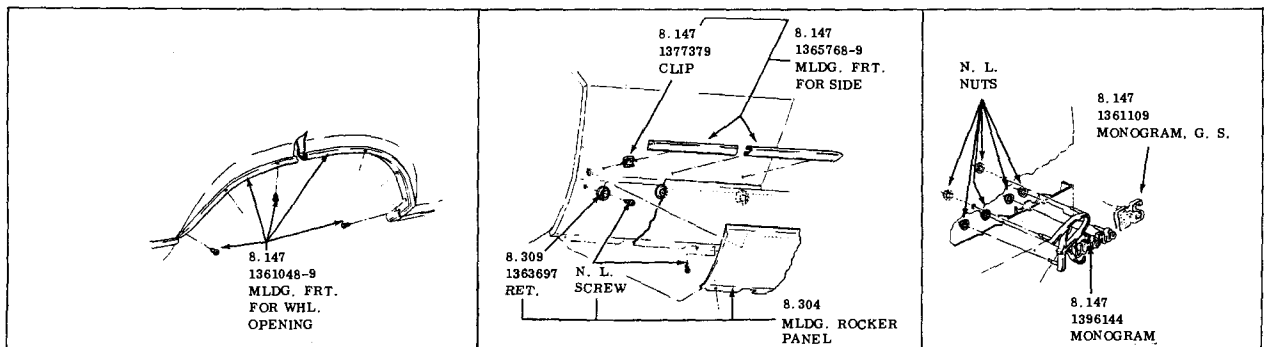 8.147
1361048-9
MLDG. FRT.
FOR WHL.
OPENING
8.147
1377379
CLIP
8.147
1365768-9
MLDG. FRT.
FOR SIDE
8.309
1363697
RET.
N. L.
SCREW
8.304
MLDG. ROCKER
PANEL
N. L.
NUTS
8.147
1361109
MONOGRAM, G. S.
8.147
1396144
MONOGRAM